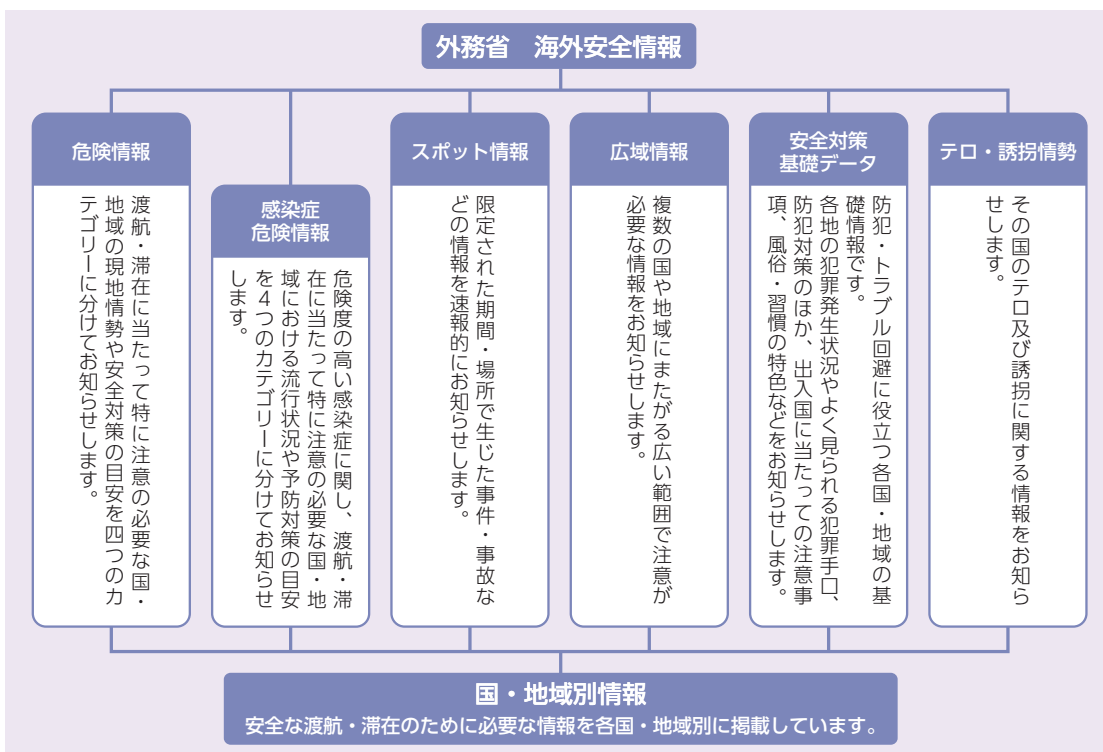 外務省　海外安全情報
危険情報
渡航・滞在に当たって特に注意の必要な国・
地域の現地情勢や安全対策の目安を四つのカ
テゴリーに分けてお知らせします。
感染症
危険情報
危険度の高い感染症に関し、渡航・滞
在に当たって特に注意の必要な国・地
域における流行状況や予防対策の目安
を4つのカテゴリーに分けてお知らせ
します。
スポット情報
限定された期間・場所で生じた事件・事故な
どの情報を速報的にお知らせします。
広域情報
複数の国や地域にまたがる広い範囲で注意が
必要な情報をお知らせします。
安全対策
基礎データ
防犯・トラブル回避に役立つ各国・地域の基
礎情報です。
各地の犯罪発生状況やよく見られる犯罪手口、
防犯対策のほか、出入国に当たっての注意事
項、風俗・習慣の特色などをお知らせします。
テロ・誘拐情勢
その国のテロ及び誘拐に関する情報をお知ら
せします。
国・地域別情報
安全な渡航・滞在のために必要な情報を各国・地域別に掲載しています。